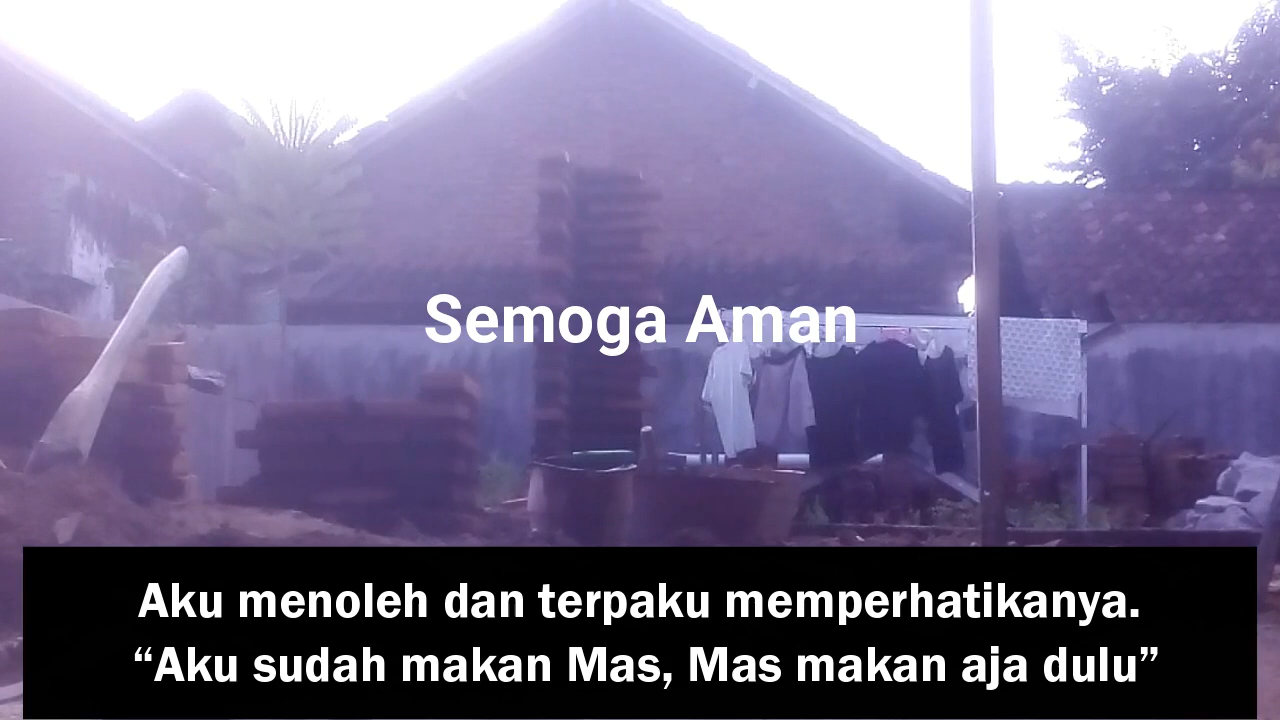 Semoga Aman
Aku menoleh dan terpaku memperhatikanya.
“Aku sudah makan Mas, Mas makan aja dulu”